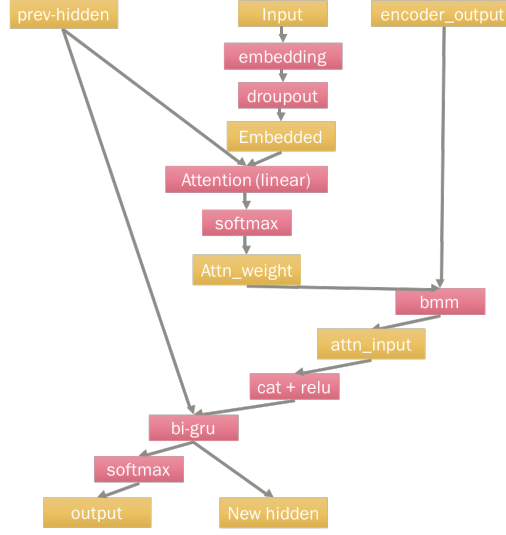 prev-hidden
Input
encoder_output
embedding
droupout
Embedded
Attention (linear)
softmax
Attn_weight
bmm
attn_input
cat + relu
bi-gru
softmax
output
New hidden